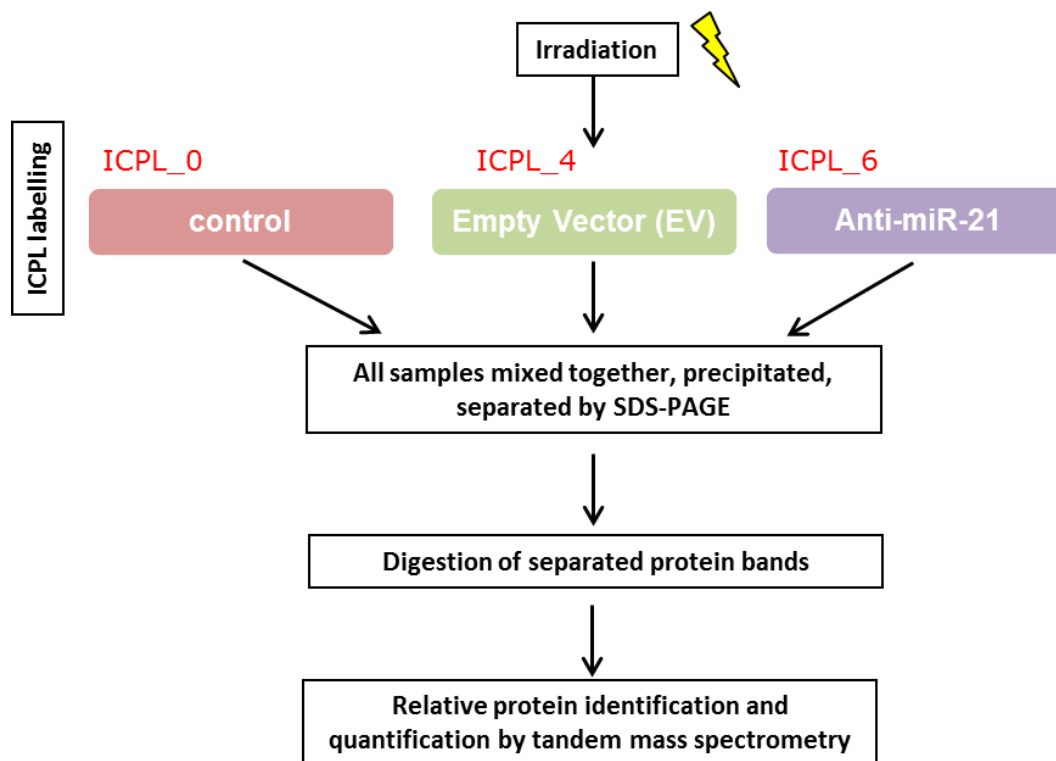 Irradiation
ICPL labelling
ICPL_0
ICPL_4
ICPL_6
control
Empty Vector (EV)
Anti-miR-21
All samples mixed together, precipitated,
separated by SDS-PAGE
Digestion of separated protein bands
Relative protein identification and
quantification by tandem mass spectrometry